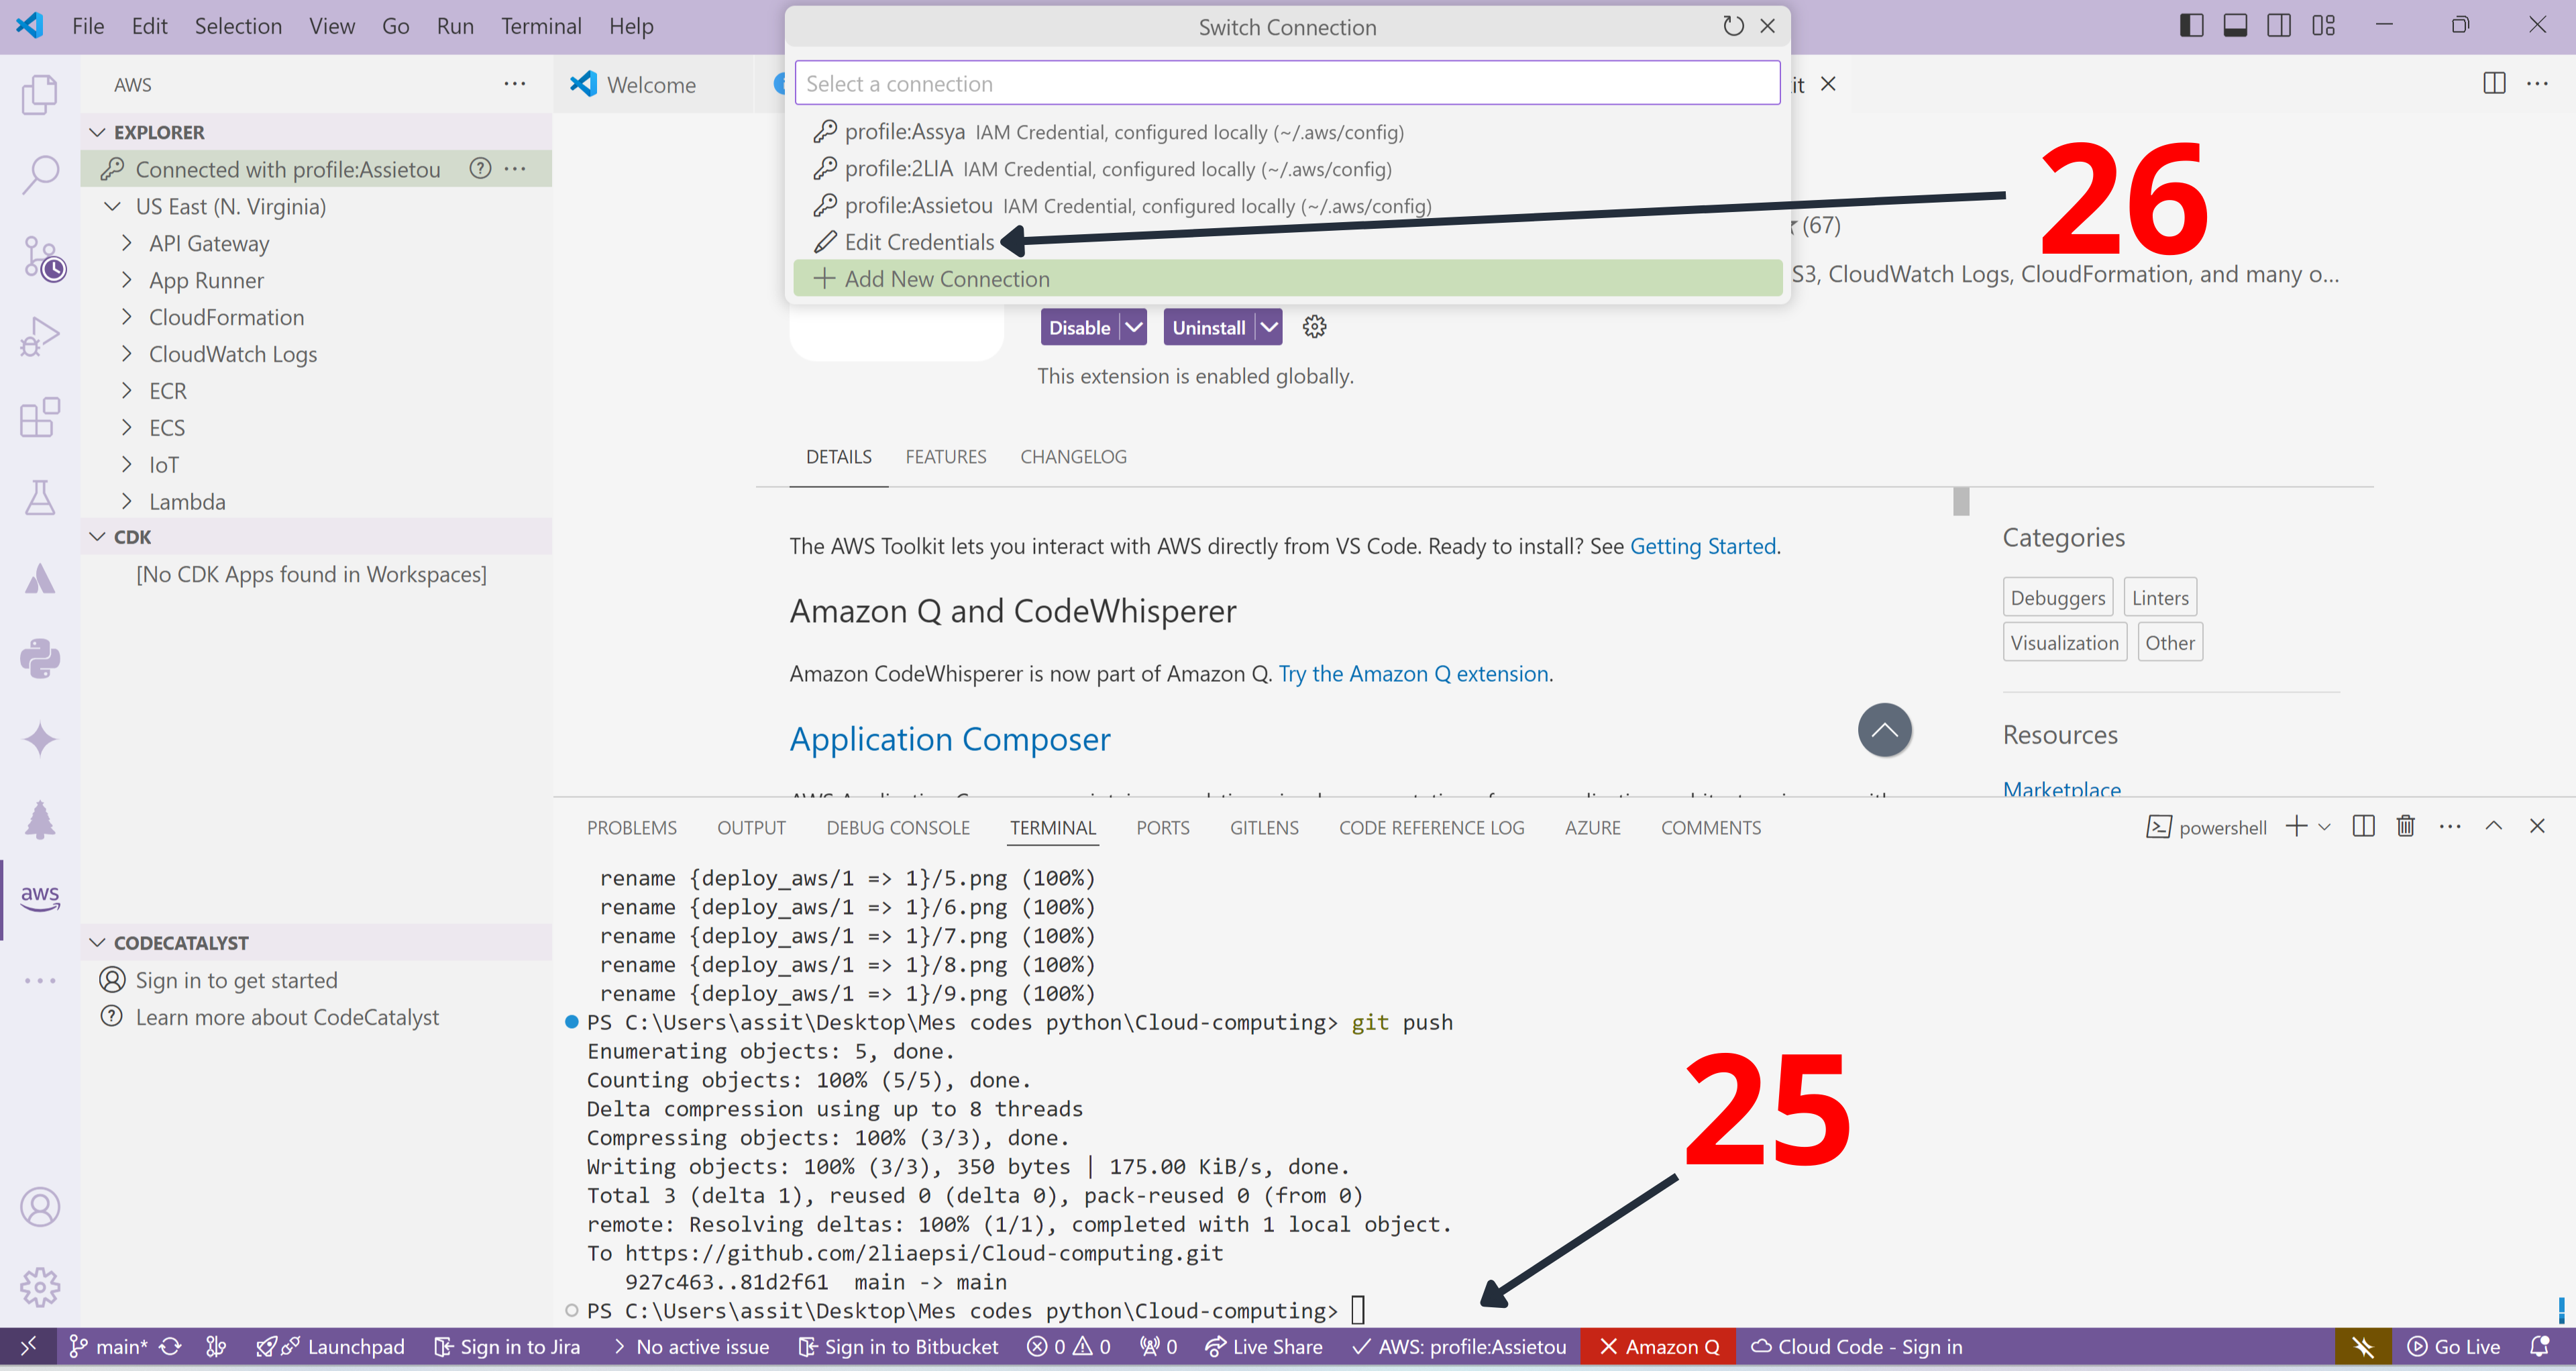 File Edit Selection View Go Run Terminal Help
Switch Connection
Select a connection
profile:Assya IAM Credential, configured locally (~/.aws/config)
profile:2LIA IAM Credential, configured locally (~/.aws/config)
profile:Assietou IAM Credential, configured locally (~/.aws/config)
Edit Credentials
Add New Connection
26
AWS
EXPLORER
Connected with profile:Assietou
US East (N. Virginia)
API Gateway
App Runner
CloudFormation
CloudWatch Logs
ECR
ECS
IoT
Lambda
CDK
[No CDK Apps found in Workspaces]
aws
CODECATALYST
Sign in to get started
Learn more about CodeCatalyst
Welcome
it
(67)
S3, CloudWatch Logs, CloudFormation, and many o...
Disable Uninstall
This extension is enabled globally.
DETAILS FEATURES CHANGELOG
The AWS Toolkit lets you interact with AWS directly from VS Code. Ready to install? See Getting Started.
Amazon Q and CodeWhisperer
Amazon CodeWhisperer is now part of Amazon Q. Try the Amazon Q extension.
Application Composer
Categories
Debuggers Linters
Visualization Other
Resources
Marketplace
PROBLEMS OUTPUT DEBUG CONSOLE TERMINAL PORTS GITLENS CODE REFERENCE LOG AZURE COMMENTS
powershell
rename {deploy_aws/1 => 1}/5.png (100%)
rename {deploy_aws/1 => 1}/6.png (100%)
rename {deploy_aws/1 => 1}/7.png (100%)
rename {deploy_aws/1 => 1}/8.png (100%)
rename {deploy_aws/1 => 1}/9.png (100%)
PS C:\Users\assit\Desktop\Mes codes python\Cloud-computing> git push
Enumerating objects: 5, done.
Counting objects: 100% (5/5), done.
Delta compression using up to 8 threads
Compressing objects: 100% (3/3), done.
Writing objects: 100% (3/3), 350 bytes | 175.00 KiB/s, done.
Total 3 (delta 1), reused 0 (delta 0), pack-reused 0 (from 0)
remote: Resolving deltas: 100% (1/1), completed with 1 local object.
To https://github.com/2liaepsi/Cloud-computing.git
927c463..81d2f61 main -> main
PS C:\Users\assit\Desktop\Mes codes python\Cloud-computing>
25
main* Launchpad Sign in to Jira No active issue Sign in to Bitbucket 0 0 0 Live Share AWS: profile:Assietou Amazon Q Cloud Code - Sign in Go Live